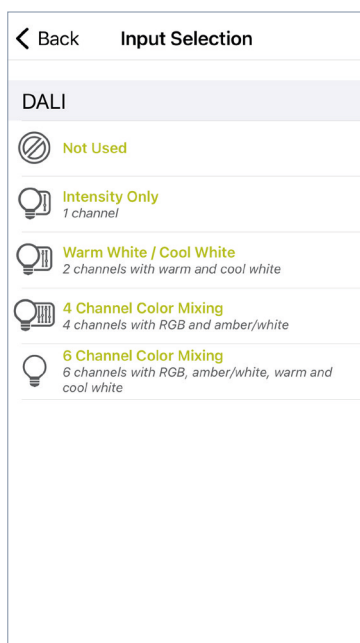 Back Input Selection
DALI
Not Used
Intensity Only
1 channel
Warm White / Cool White
2 channels with warm and cool white
4 Channel Color Mixing
4 channels with RGB and amber/white
6 Channel Color Mixing
6 channels with RGB, amber/white, warm and
cool white